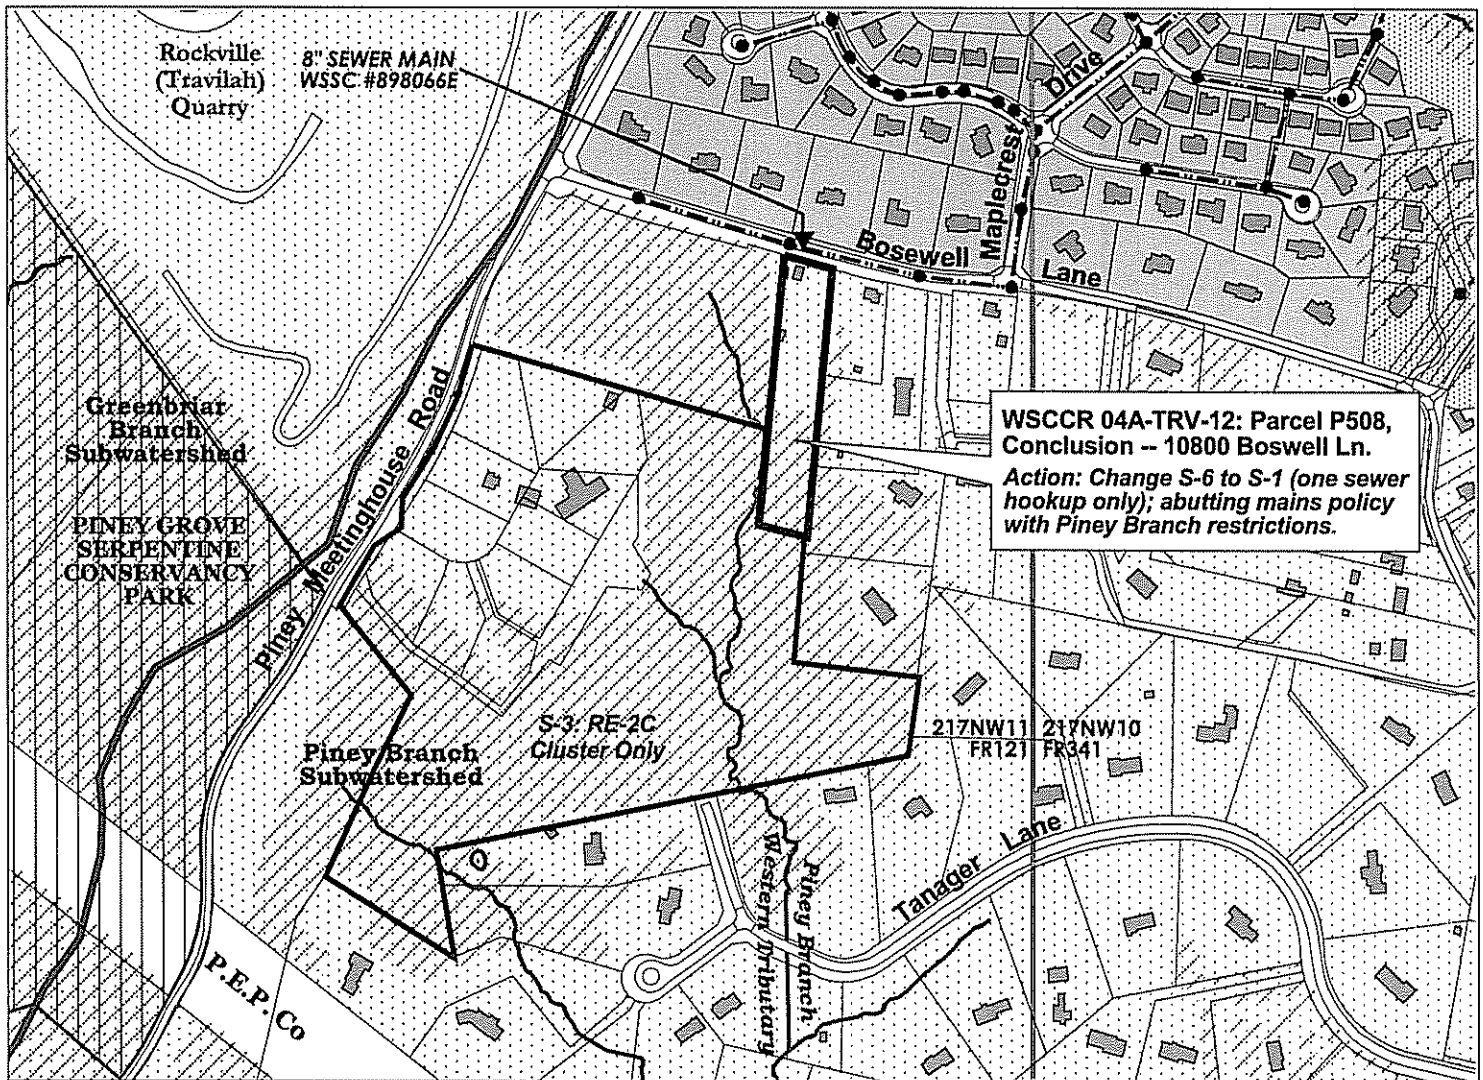 Rockville
(Travilah)
Quarry
8" SEWER MAIN
WSSC #898066E
Drive
Maplecrest
Bosewell
Lane
Greenbriar
Branch
Subwatershed
PINEY GROVE
SERPENTINE
CONSERVANCY
PARK
Piney Meetinghouse Road
WSCCR 04A-TRV-12: Parcel P508,
Conclusion -- 10800 Boswell Ln.
Action: Change S-6 to S-1 (one sewer
hookup only); abutting mains policy
with Piney Branch restrictions.
S-3: RE-2C
Cluster Only
Piney Branch
Subwatershed
217NW11 217NW10
FR121 FR341
Tanager Lane
Piney Branch
Western Tributary
P.E.P. Co